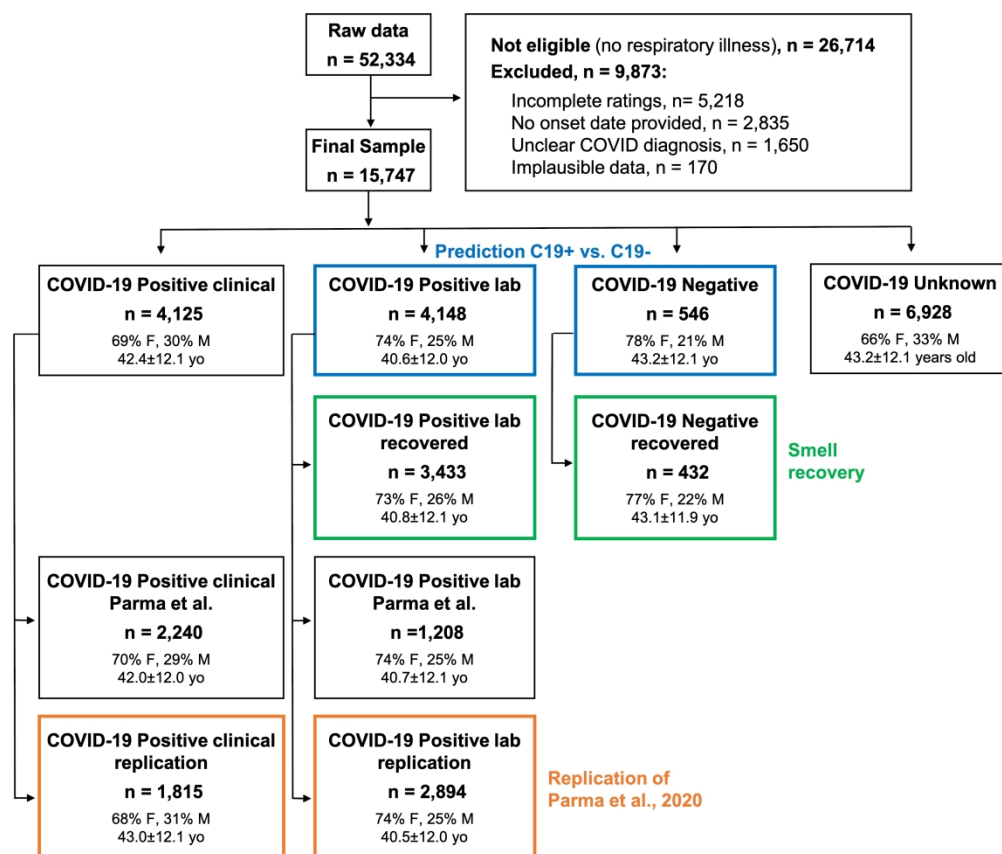 Raw data
n = 52,334
Not eligible (no respiratory illness), n = 26,714
Excluded, n = 9,873:
Incomplete ratings, n= 5,218
No onset date provided, n = 2,835
Unclear COVID diagnosis, n = 1,650
Implausible data, n = 170
Final Sample
n = 15,747
Prediction C19+ vs. C19-
COVID-19 Positive clinical
n = 4,125
69% F, 30% M
42.4±12.1 yo
COVID-19 Positive lab
n = 4,148
74% F, 25% M
40.6±12.0 yo
COVID-19 Negative
n = 546
78% F, 21% M
43.2±12.1 yo
COVID-19 Unknown
n = 6,928
66% F, 33% M
43.2±12.1 years old
COVID-19 Positive lab
recovered
n = 3,433
73% F, 26% M
40.8±12.1 yo
COVID-19 Negative
recovered
n = 432
77% F, 22% M
43.1±11.9 yo
Smell
recovery
COVID-19 Positive clinical
Parma et al.
n = 2,240
70% F, 29% M
42.0±12.0 yo
COVID-19 Positive lab
Parma et al.
n =1,208
74% F, 25% M
40.7±12.1 yo
COVID-19 Positive clinical
replication
n = 1,815
68% F, 31% M
43.0±12.1 yo
COVID-19 Positive lab
replication
n = 2,894
74% F, 25% M
40.5±12.0 yo
Replication of
Parma et al., 2020